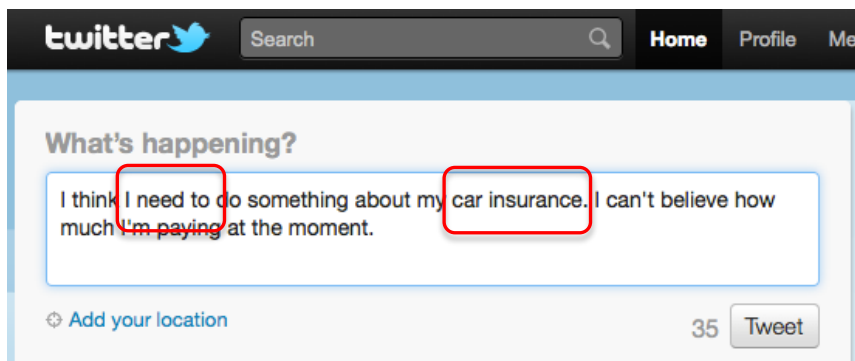 twitter Search Home Profile Me
What's happening?
I think I need to do something about my car insurance. I can't believe how
much I'm paying at the moment.
Add your location 35 Tweet